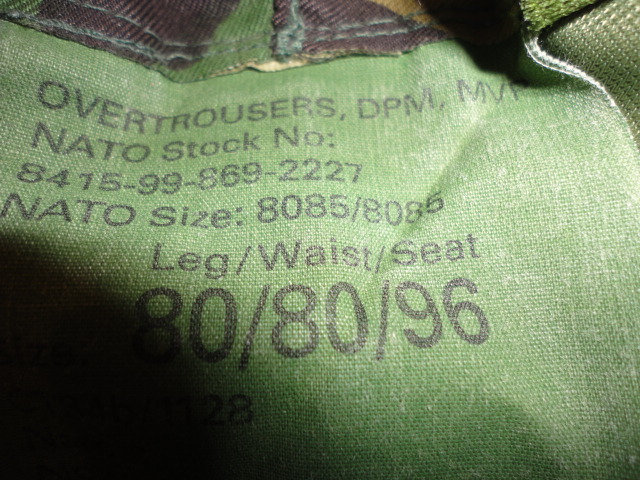 OVERTROUSERS, DPM, MVP
NATO Stock No:
8415-99-869-2227
NATO Size: 8085/8085
Leg/Waist/Seat
80/80/96
size: